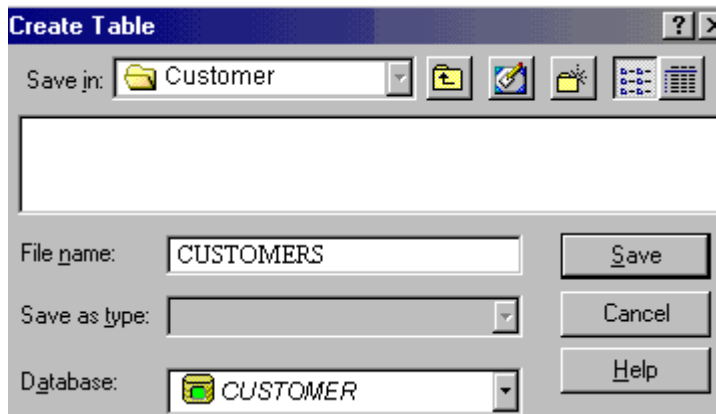 Create Table
Save in: Customer
File name: CUSTOMERS
Save
Save as type:
Cancel
Database: CUSTOMER
Help